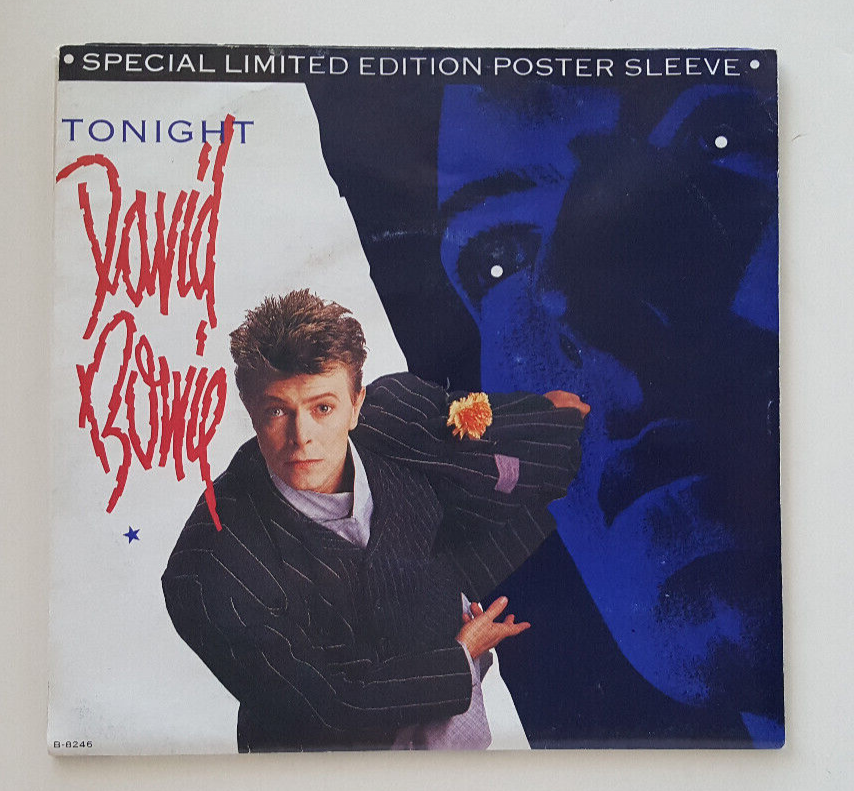 • SPECIAL LIMITED EDITION POSTER SLEEVE •
TONIGHT
David
Bowie
B-8246